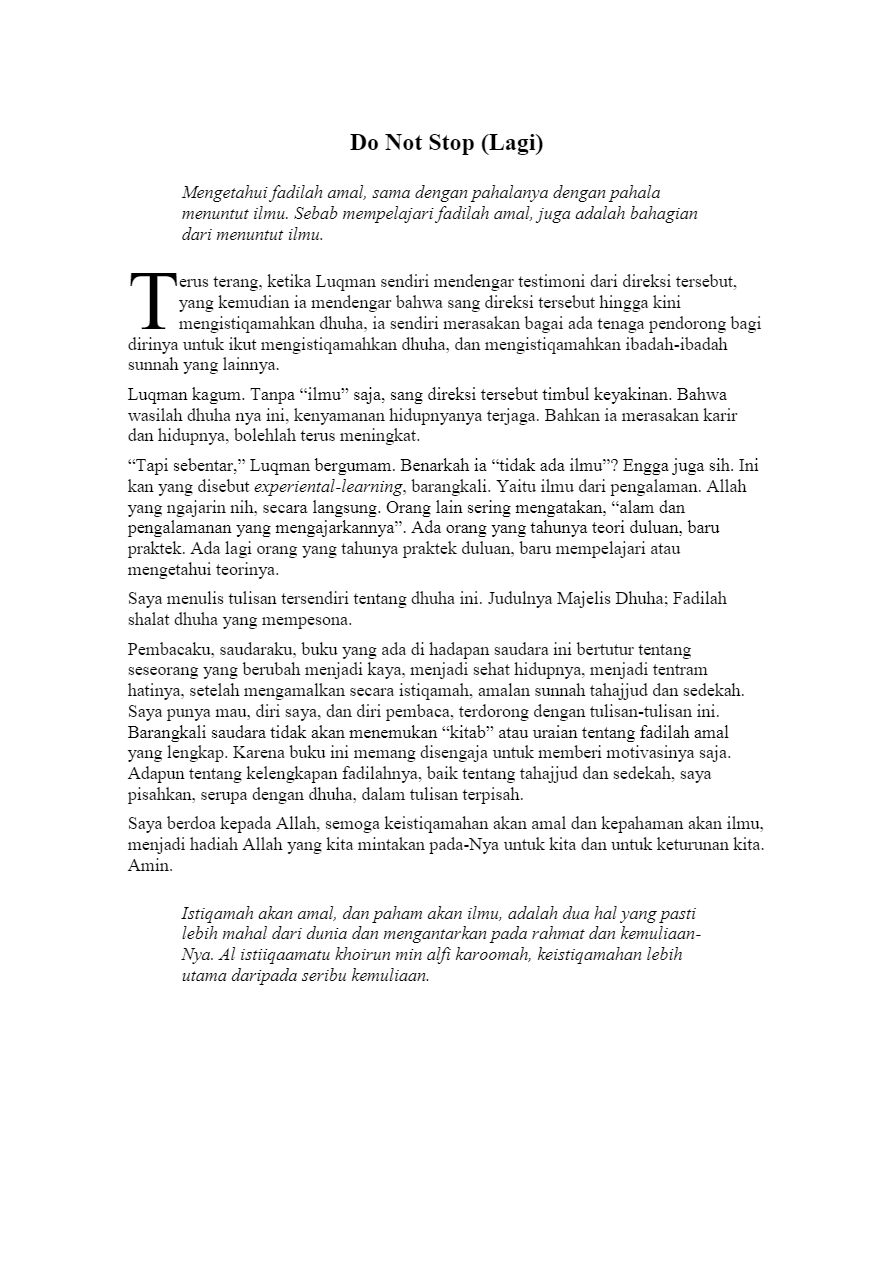 Do Not Stop (Lagi)
Mengetahui fadilah amal, sama dengan pahalanya dengan pahala
menuntut ilmu. Sebab mempelajari fadilah amal, juga adalah bahagian
dari menuntut ilmu.
Terus terang, ketika Luqman sendiri mendengar testimoni dari direksi tersebut,
yang kemudian ia mendengar bahwa sang direksi tersebut hingga kini
mengistiqamahkan dhuha, ia sendiri merasakan bagai ada tenaga pendorong bagi
dirinya untuk ikut mengistiqamahkan dhuha, dan mengistiqamahkan ibadah-ibadah
sunnah yang lainnya.
Luqman kagum. Tanpa “ilmu” saja, sang direksi tersebut timbul keyakinan. Bahwa
wasilah dhuha nya ini, kenyamanan hidupnyanya terjaga. Bahkan ia merasakan karir
dan hidupnya, bolehlah terus meningkat.
“Tapi sebentar,” Luqman bergumam. Benarkah ia “tidak ada ilmu”? Engga juga sih. Ini
kan yang disebut experiental-learning, barangkali. Yaitu ilmu dari pengalaman. Allah
yang ngajarin nih, secara langsung. Orang lain sering mengatakan, “alam dan
pengalamanan yang mengajarkannya”. Ada orang yang tahunya teori duluan, baru
praktek. Ada lagi orang yang tahunya praktek duluan, baru mempelajari atau
mengetahui teorinya.
Saya menulis tulisan tersendiri tentang dhuha ini. Judulnya Majelis Dhuha; Fadilah
shalat dhuha yang mempesona.
Pembacaku, saudaraku, buku yang ada di hadapan saudara ini bertutur tentang
seseorang yang berubah menjadi kaya, menjadi sehat hidupnya, menjadi tentram
hatinya, setelah mengamalkan secara istiqamah, amalan sunnah tahajjud dan sedekah.
Saya punya mau, diri saya, dan diri pembaca, terdorong dengan tulisan-tulisan ini.
Barangkali saudara tidak akan menemukan “kitab” atau uraian tentang fadilah amal
yang lengkap. Karena buku ini memang disengaja untuk memberi motivasinya saja.
Adapun tentang kelengkapan fadilahnya, baik tentang tahajjud dan sedekah, saya
pisahkan, serupa dengan dhuha, dalam tulisan terpisah.
Saya berdoa kepada Allah, semoga keistiqamahan akan amal dan kepahaman akan ilmu,
menjadi hadiah Allah yang kita mintakan pada-Nya untuk kita dan untuk keturunan kita.
Amin.
Istiqamah akan amal, dan paham akan ilmu, adalah dua hal yang pasti
lebih mahal dari dunia dan mengantarkan pada rahmat dan kemuliaan-
Nya. Al istiiqaamatu khoirun min alfi karoomah, keistiqamahan lebih
utama daripada seribu kemuliaan.